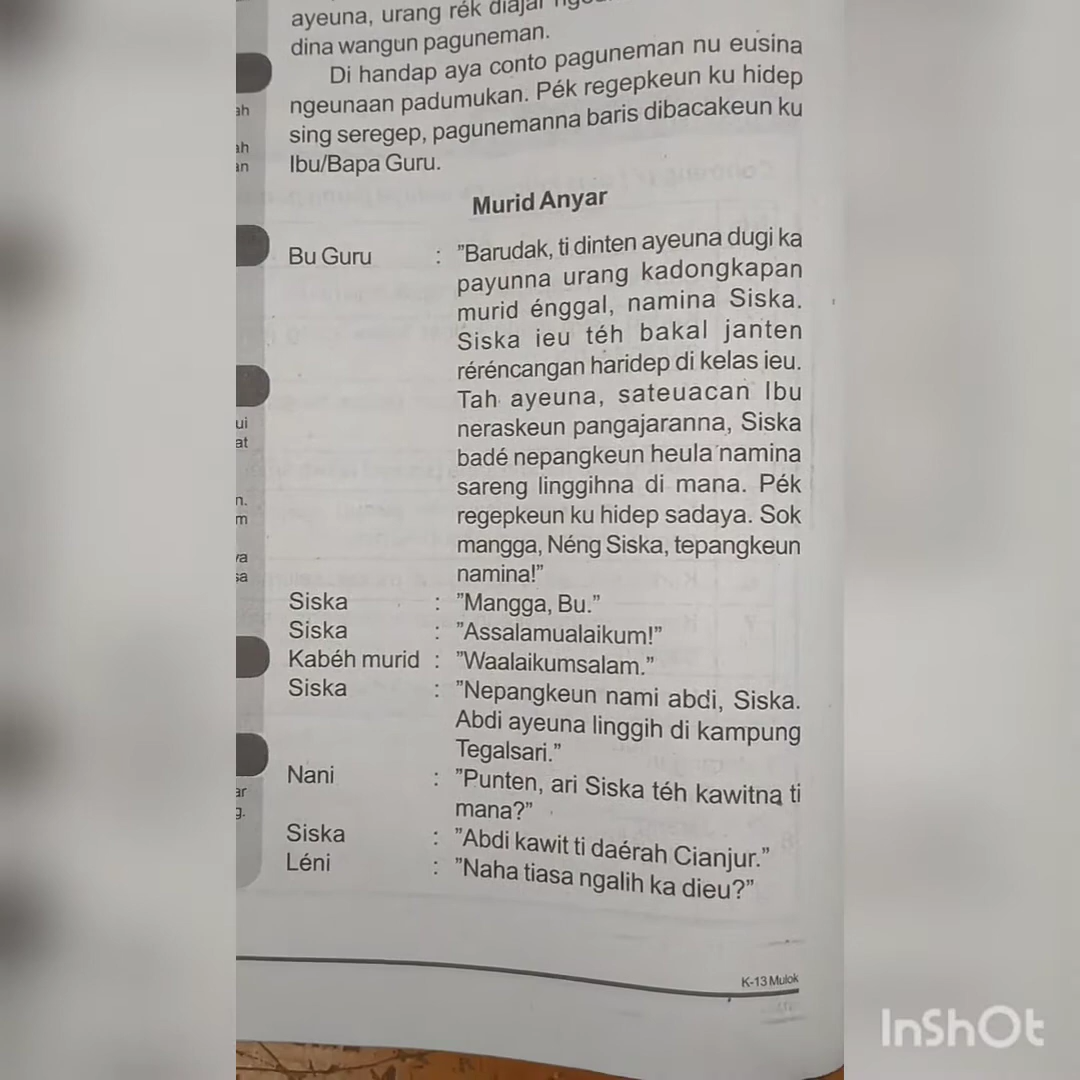 ayeuna, urang rék diajar
dina wangun paguneman.
Di handap aya conto paguneman nu eusina
ngeunaan padumukan. Pék regepkeun ku hidep
sing seregep, pagunemanna baris dibacakeun ku
Ibu/Bapa Guru.
Murid Anyar
Bu Guru : ”Barudak, ti dinten ayeuna dugi ka
payunna urang kadongkapan
murid énggal, namina Siska.
Siska ieu téh bakal janten
réréncangan haridep di kelas ieu.
Tah ayeuna, sateuacan Ibu
neraskeun pangajaranna, Siska
badé nepangkeun heula namina
sareng linggihna di mana. Pék
regepkeun ku hidep sadaya. Sok
mangga, Néng Siska, tepangkeun
namina!”
Siska : ”Mangga, Bu.”
Siska : ”Assalamualaikum!”
Kabéh murid : ”Waalaikumsalam.”
Siska : ”Nepangkeun nami abdi, Siska.
Abdi ayeuna linggih di kampung
Tegalsari.”
Nani : ”Punten, ari Siska téh kawitna ti
mana?”
Siska : ”Abdi kawit ti daérah Cianjur.”
Léni : ”Naha tiasa ngalih ka dieu?”
K-13 Mulok
InShOt